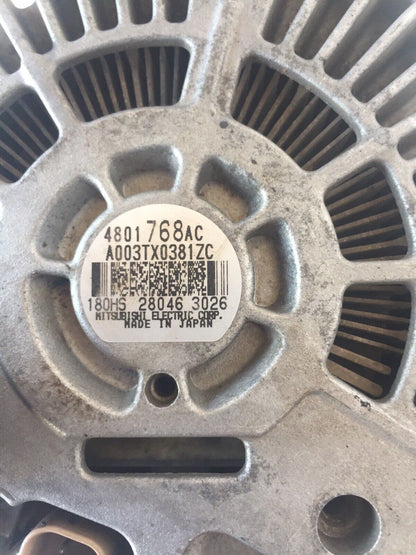 4801768AC
A003TX0381ZC
180HS 28046 3026
MITSUBISHI ELECTRIC CORP.
MADE IN JAPAN